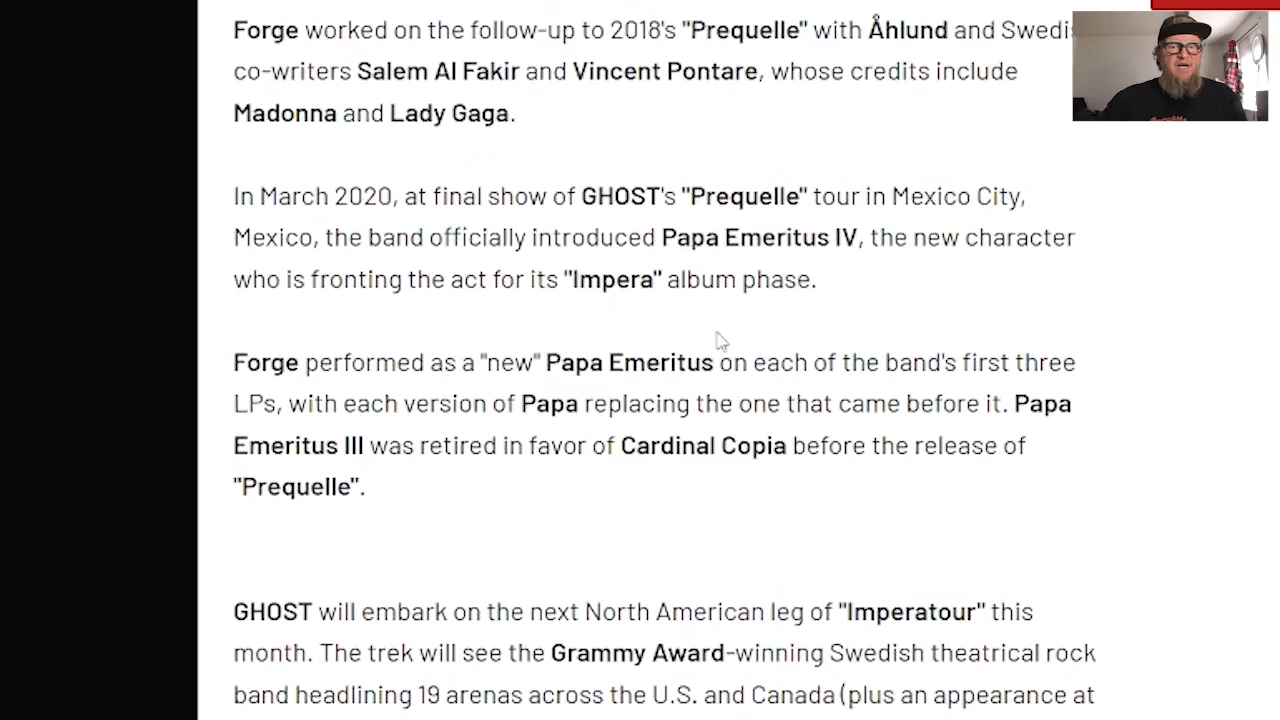 Forge worked on the follow-up to 2018's "Prequelle" with Åhlund and
co-writers Salem Al Fakir and Vincent Pontare, whose credits include
Madonna and Lady Gaga.
In March 2020, at final show of GHOST's "Prequelle" tour in Mexico City,
Mexico, the band officially introduced Papa Emeritus IV, the new character
who is fronting the act for its "Impera" album phase.
Forge performed as a "new" Papa Emeritus on each of the band's first three
LPs, with each version of Papa replacing the one that came before it. Papa
Emeritus III was retired in favor of Cardinal Copia before the release of
"Prequelle".
GHOST will embark on the next North American leg of "Imperatour" this
month. The trek will see the Grammy Award-winning Swedish theatrical rock
band headlining 19 arenas across the U.S. and Canada (plus an appearance at